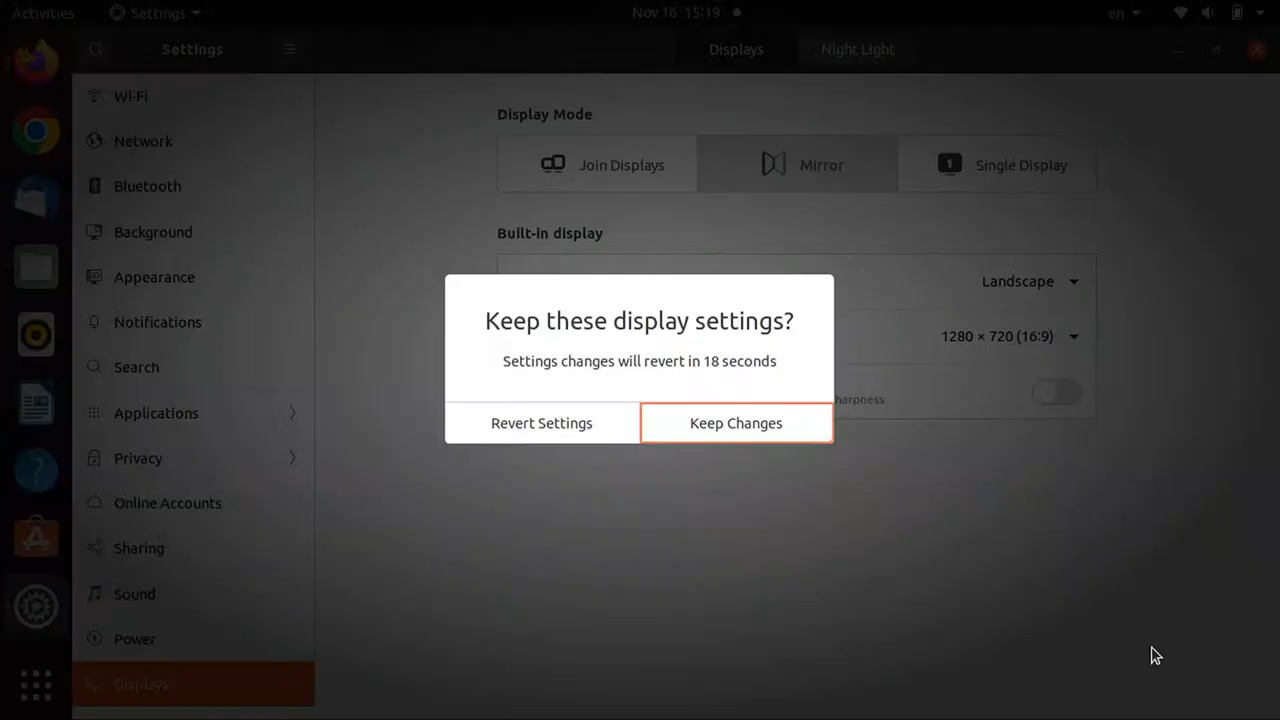 Activities
Settings
Nov 16 15:19
en
Settings
Displays
Night Light
Wi-Fi
Network
Bluetooth
Background
Appearance
Notifications
Search
Applications
Privacy
Online Accounts
Sharing
Sound
Power
Displays
Display Mode
Join Displays
Mirror
1
Single Display
Built-in display
Landscape
1280 × 720 (16:9)
harpness
Keep these display settings?
Settings changes will revert in 18 seconds
Revert Settings
Keep Changes